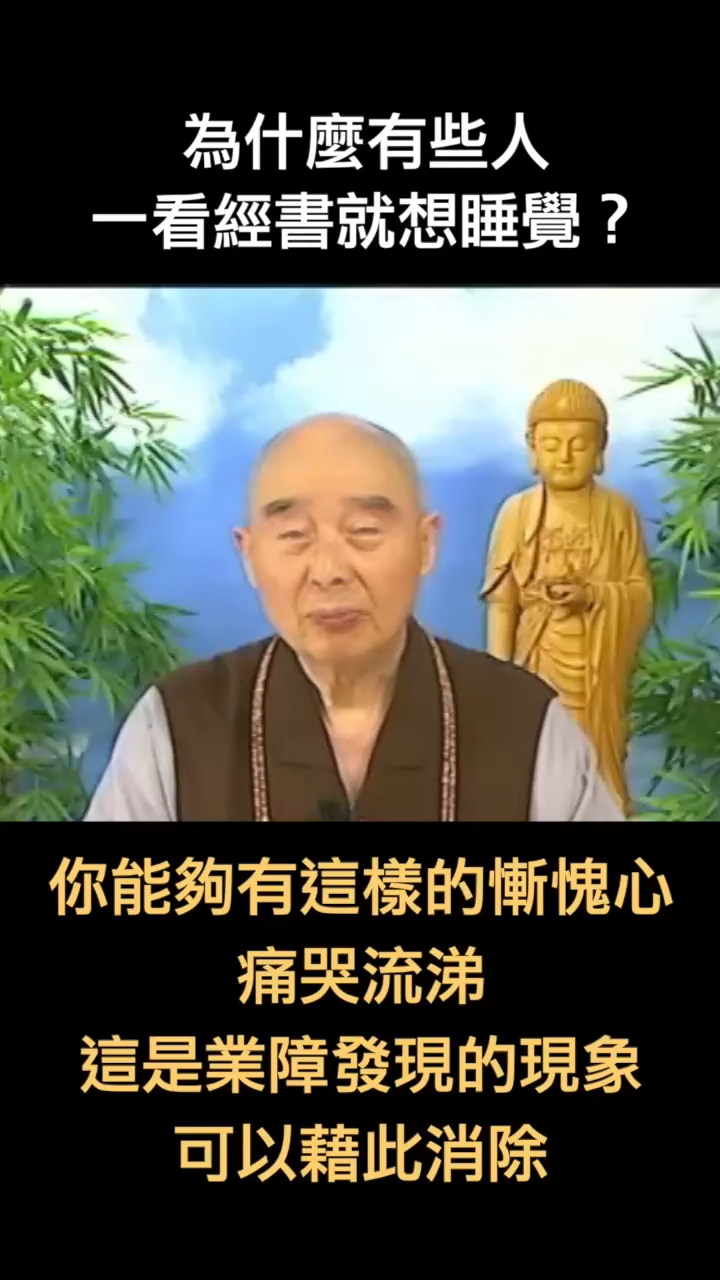 為什麼有些人
一看經書就想睡覺？
你能夠有這樣的慚愧心
痛哭流涕
這是業障發現的現象
可以藉此消除